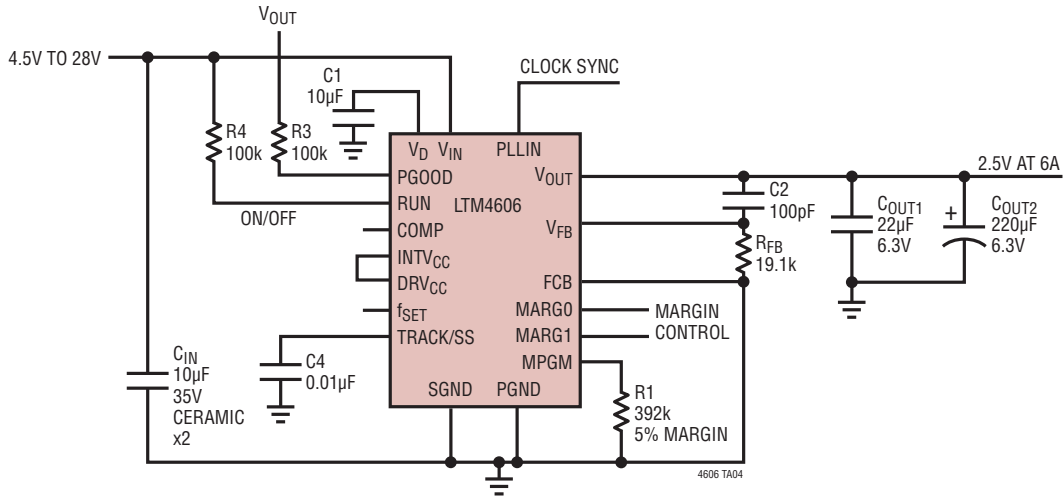 VOUT
4.5V TO 28V
CLOCK SYNC
C1
10µF
R4
100k
R3
100k
VD VIN PLLIN
PGOOD
VOUT
2.5V AT 6A
RUN
LTM4606
ON/OFF
COMP
VFB
C2
100pF
COUT1
22µF
6.3V
+
COUT2
220µF
6.3V
INTVCC
RFB
19.1k
DRVCC
FCB
fSET
MARG0
MARGIN
CONTROL
TRACK/SS
MARG1
MPGM
CIN
10µF
35V
CERAMIC
x2
C4
0.01µF
SGND PGND
R1
392k
5% MARGIN
4606 TA04